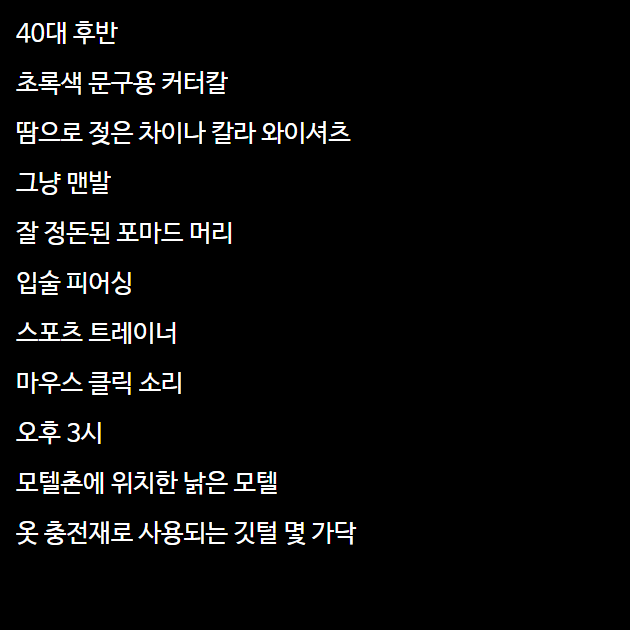 40대 후반
초록색 문구용 커터칼
땀으로 젖은 차이나 칼라 와이셔츠
그냥 맨발
잘 정돈된 포마드 머리
입술 피어싱
스포츠 트레이너
마우스 클릭 소리
오후 3시
모텔촌에 위치한 낡은 모텔
옷 충전재로 사용되는 깃털 몇 가닥